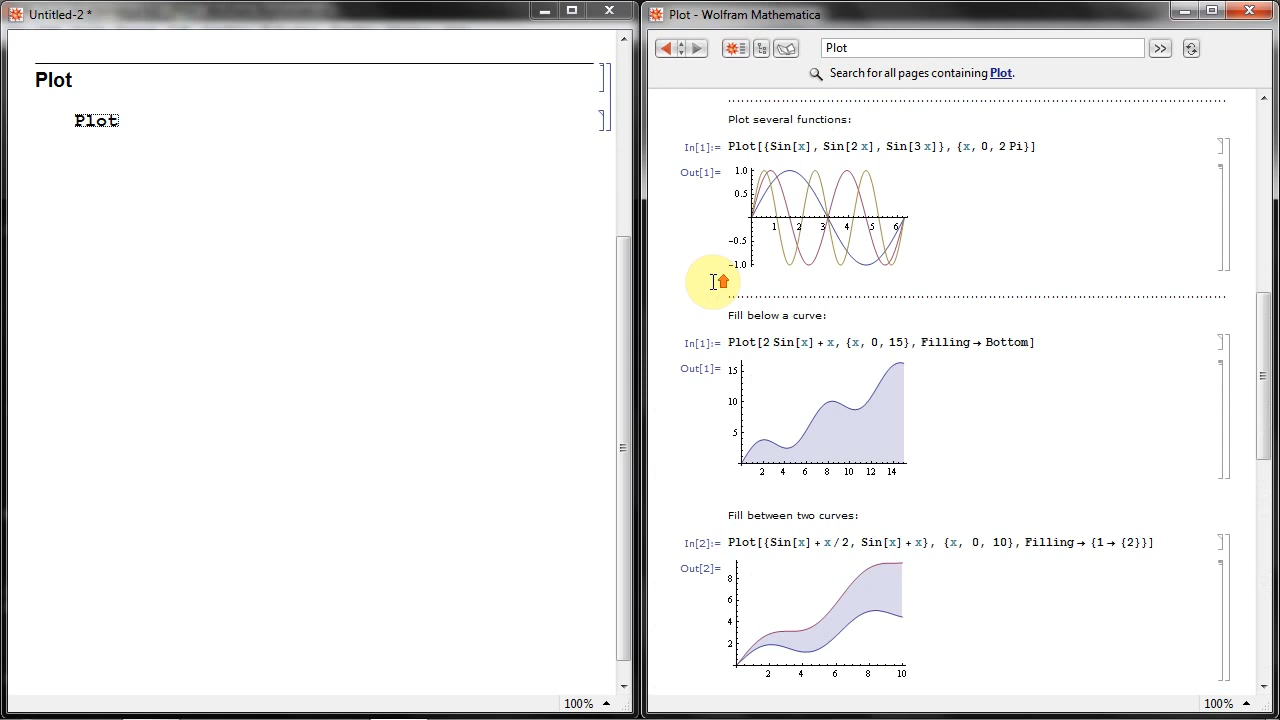 Untitled-2 *
Plot
Plot
100%
Plot - Wolfram Mathematica
Plot
>>
Search for all pages containing Plot.
Plot several functions:
In[1]:= Plot[{Sin[x], Sin[2 x], Sin[3 x]}, {x, 0, 2 Pi}]
Out[1]=
1.0
0.5
-0.5
-1.0
1 2 3 4 5 6
Fill below a curve:
In[1]:= Plot[2 Sin[x] + x, {x, 0, 15}, Filling → Bottom]
Out[1]=
15
10
5
2 4 6 8 10 12 14
Fill between two curves:
In[2]:= Plot[{Sin[x] + x / 2, Sin[x] + x}, {x, 0, 10}, Filling → {1 → {2}}]
Out[2]=
8
6
4
2
2 4 6 8 10
100%